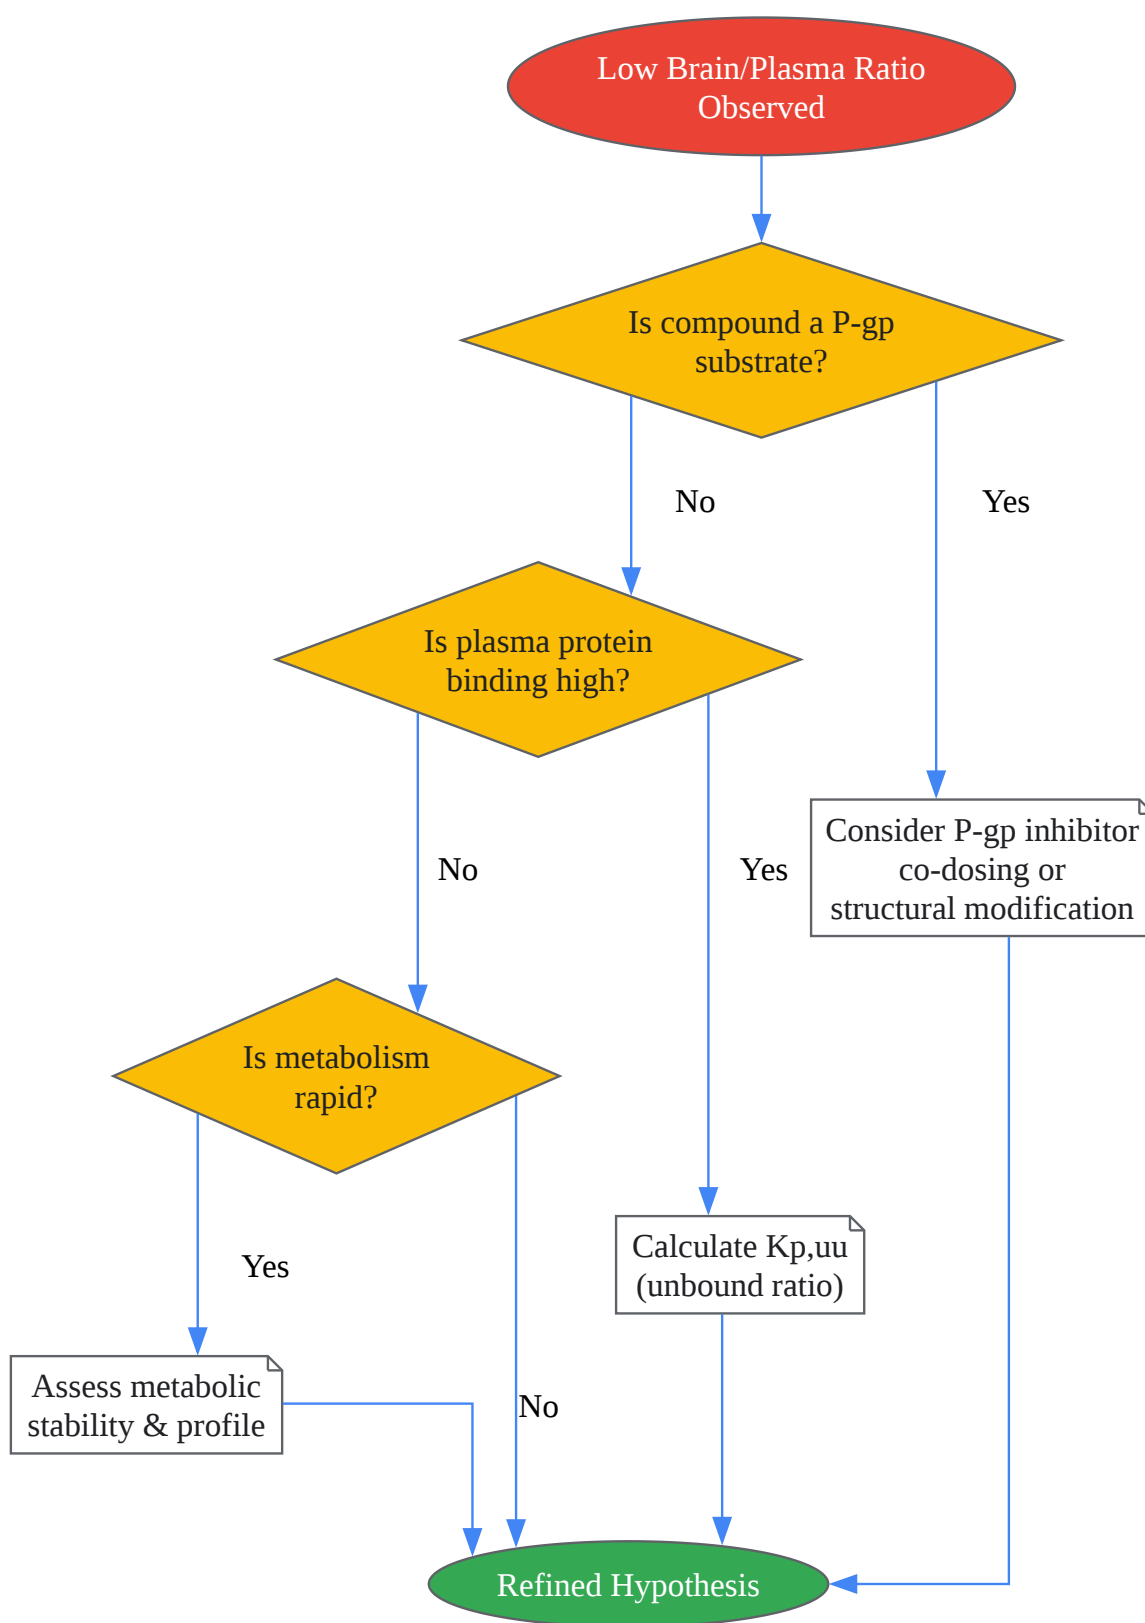 Low Brain/Plasma Ratio
Observed
Is compound a P-gp
substrate?
No
Yes
Is plasma protein
binding high?
No
Yes
Consider P-gp inhibitor
co-dosing or
structural modification
Is metabolism
rapid?
Yes
Calculate Kp,uu
(unbound ratio)
Assess metabolic
stability & profile
No
Refined Hypothesis